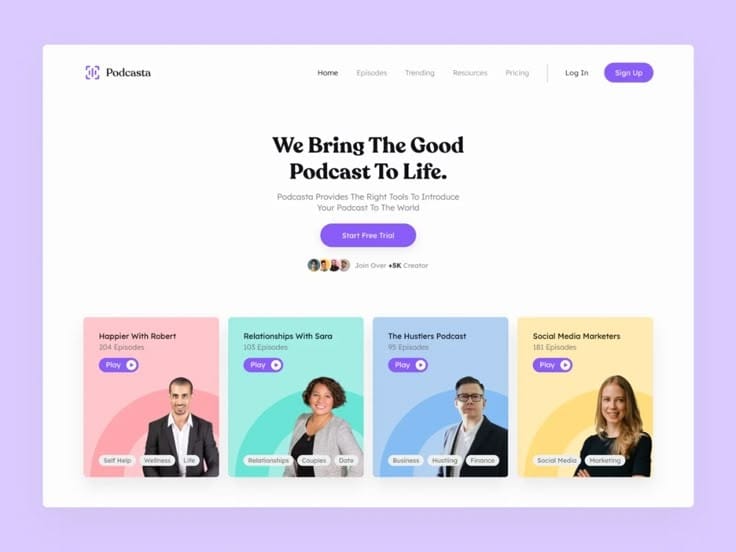 Podcasta
Home Episodes Trending Resources Pricing Log In Sign Up
We Bring The Good
Podcast To Life.
Podcasta Provides The Right Tools To Introduce
Your Podcast To The World
Start Free Trial
Join Over +5K Creator
Happier With Robert
204 Episodes
Play
Self Help Wellness Life
Relationships With Sara
103 Episodes
Play
Relationships Couples Date
The Hustlers Podcast
95 Episodes
Play
Business Hustling Finance
Social Media Marketers
181 Episodes
Play
Social Media Marketing